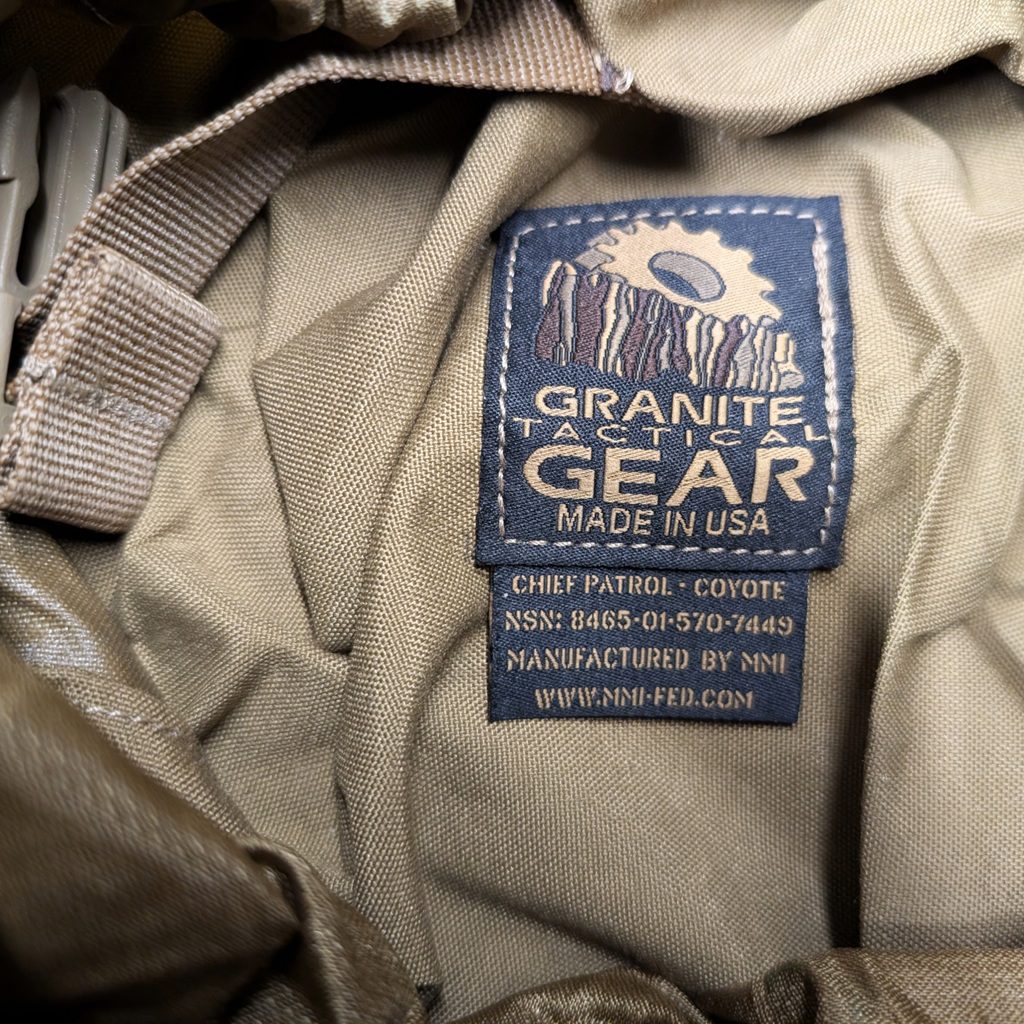 GRANITE
TACTICAL
GEAR
MADE IN USA
CHIEF PATROL - COYOTE
NSN: 8465-01-570-7449
MANUFACTURED BY MMI
WWW.MMI-FED.COM